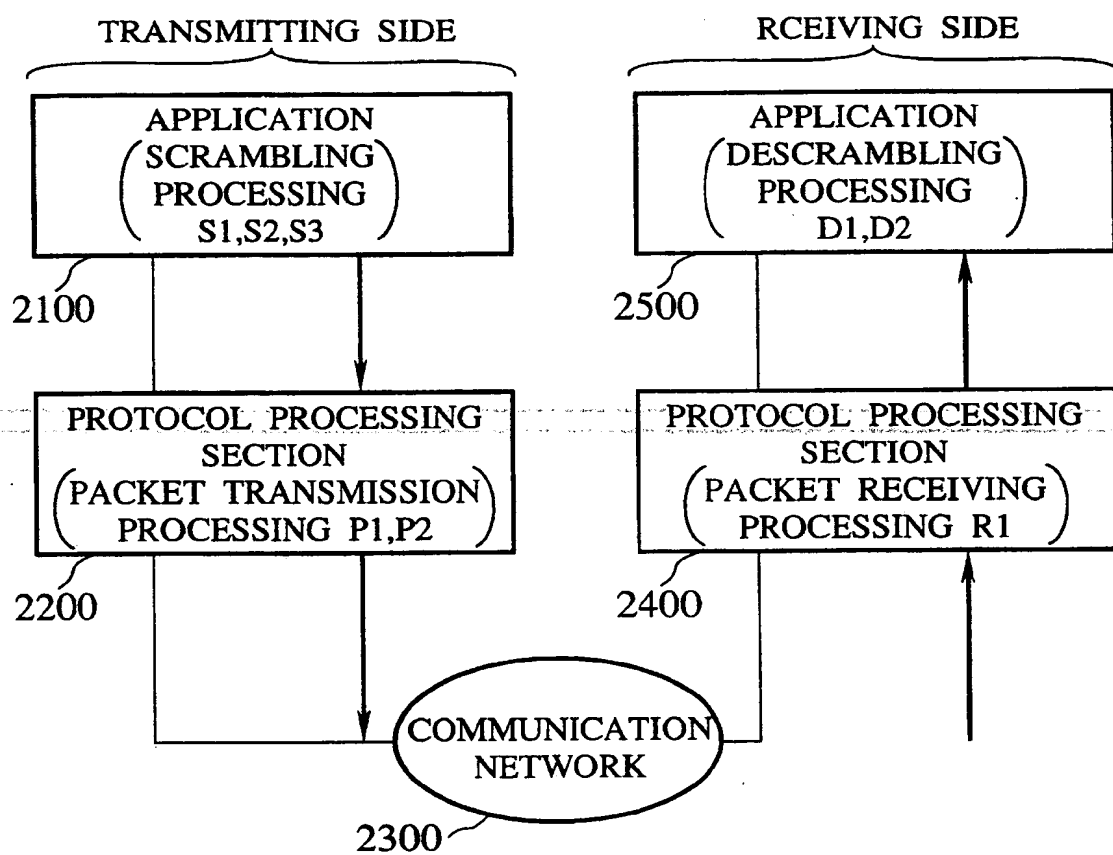 TRANSMITTING SIDE
APPLICATION
SCRAMBLING
PROCESSING
S1,S2,S3
2100
PROTOCOL PROCESSING
SECTION
PACKET TRANSMISSION
PROCESSING P1,P2
2200
RCEIVING SIDE
APPLICATION
DESCRAMBLING
PROCESSING
D1,D2
2500
PROTOCOL PROCESSING
SECTION
PACKET RECEIVING
PROCESSING R1
2400
COMMUNICATION
NETWORK
2300